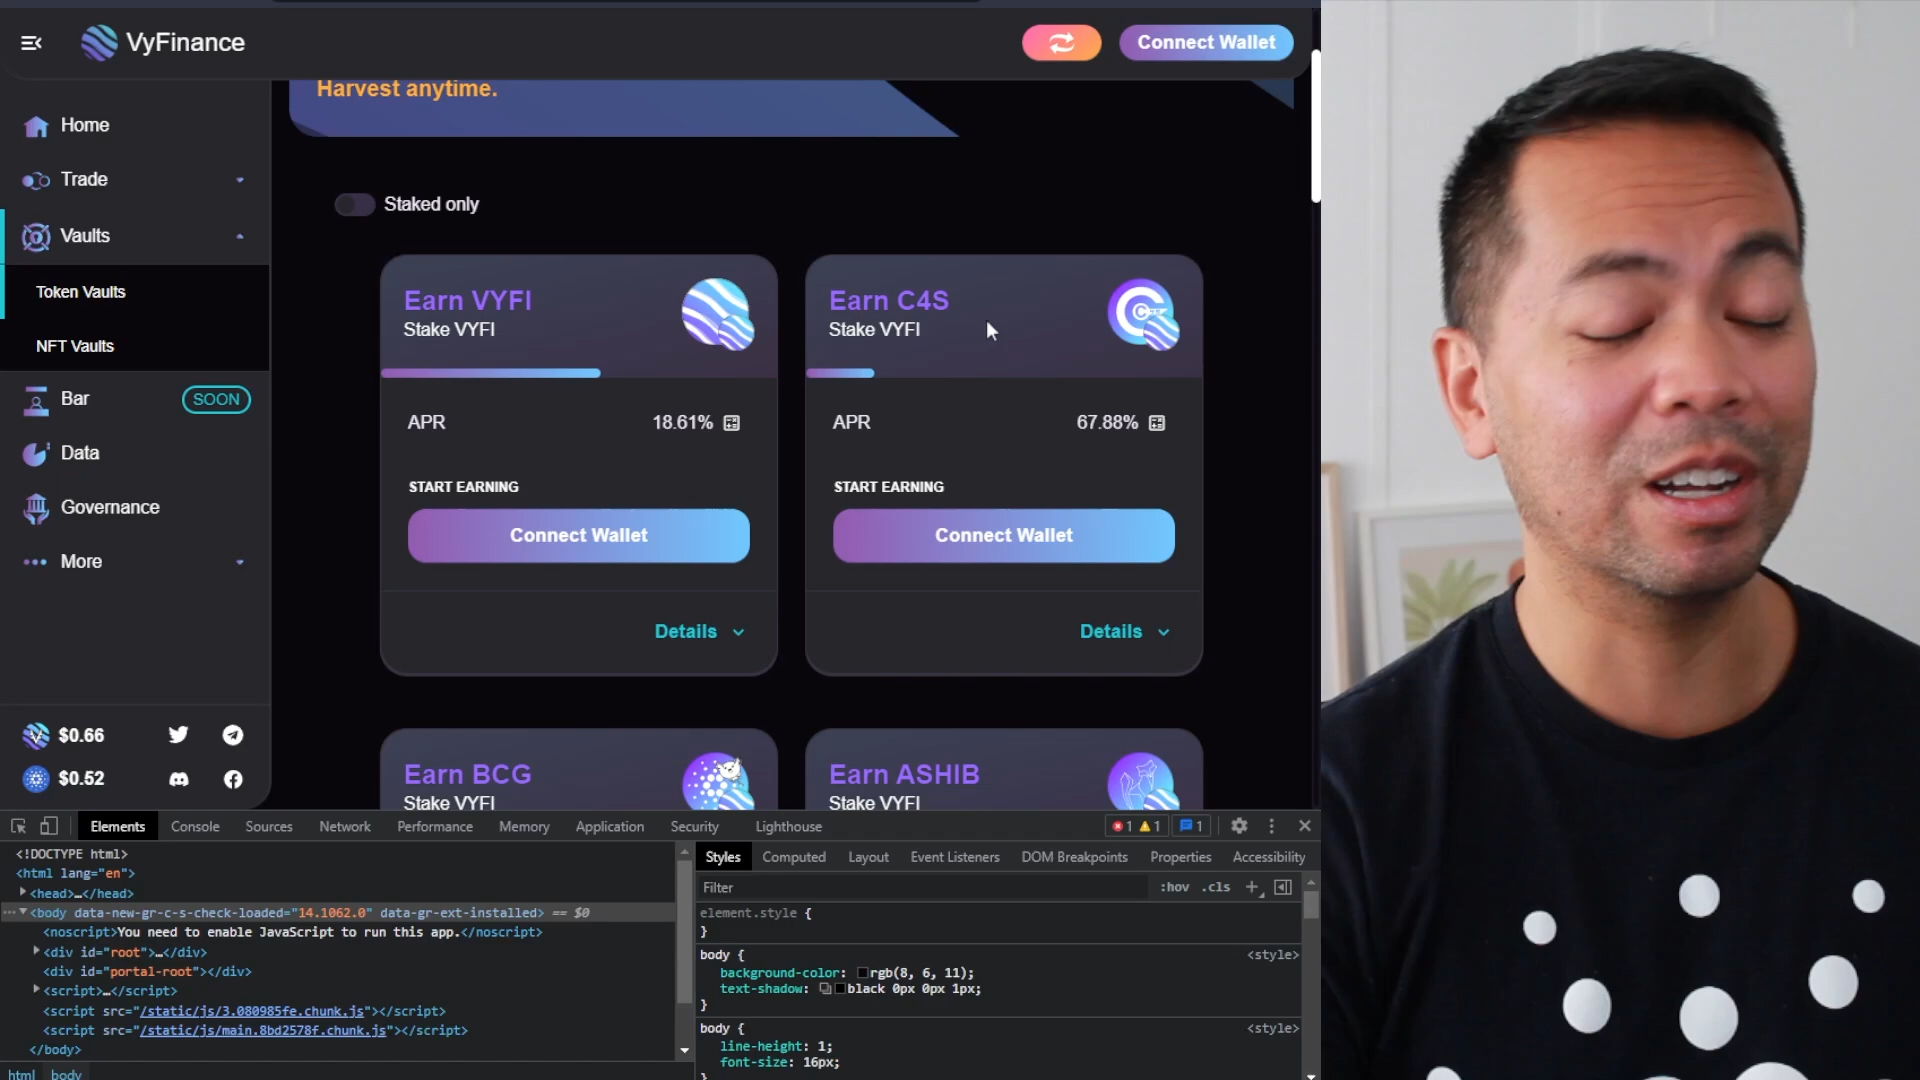 VyFinance
Connect Wallet
Harvest anytime.
Home
Trade
Vaults
Token Vaults
NFT Vaults
Bar
SOON
Data
Governance
More
$0.66
$0.52
Staked only
Earn VYFI
Stake VYFI
APR
18.61%
START EARNING
Connect Wallet
Details
Earn C4S
Stake VYFI
APR
67.88%
START EARNING
Connect Wallet
Details
Earn BCG
Stake VYFI
Earn ASHIB
Stake VYFI
Elements
Console
Sources
Network
Performance
Memory
Application
Security
Lighthouse
1
1
1
<!DOCTYPE html>
<html lang="en">
<head>…</head>
<body data-new-gr-c-s-check-loaded="14.1062.0" data-gr-ext-installed> == $0
<noscript>You need to enable JavaScript to run this app.</noscript>
<div id="root">…</div>
<div id="portal-root"></div>
<script>…</script>
<script src="/static/js/3.080985fe.chunk.js"></script>
<script src="/static/js/main.8bd2578f.chunk.js"></script>
</body>
html body
Styles
Computed
Layout
Event Listeners
DOM Breakpoints
Properties
Accessibility
Filter
:hov .cls +
element.style {
}
body {
<style>
background-color: rgb(8, 6, 11);
text-shadow: black 0px 0px 1px;
}
body {
<style>
line-height: 1;
font-size: 16px;
}